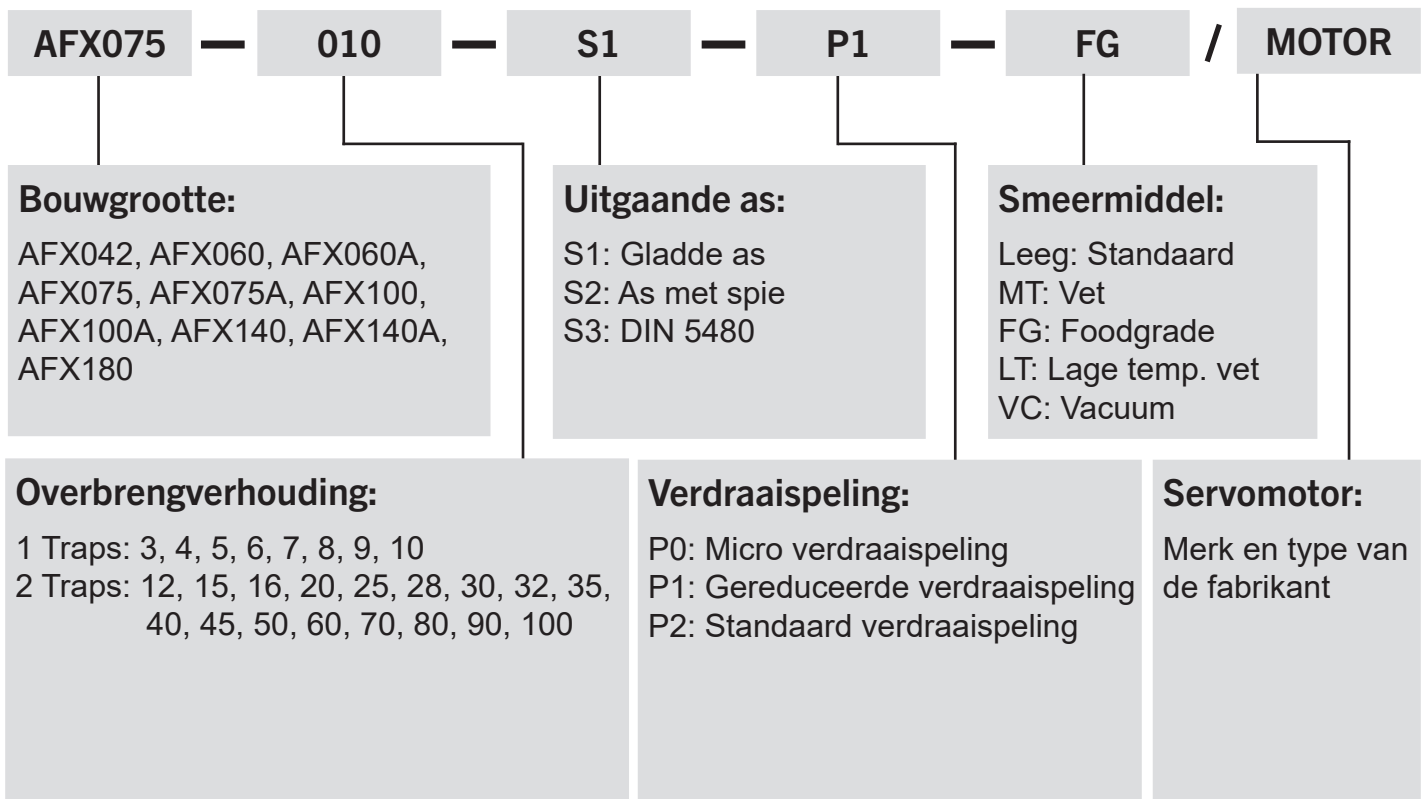 AFX075 — 010 — S1 — P1 — FG / MOTOR
Bouwgrootte:
AFX042, AFX060, AFX060A,
AFX075, AFX075A, AFX100,
AFX100A, AFX140, AFX140A,
AFX180
Uitgaande as:
S1: Gladde as
S2: As met spie
S3: DIN 5480
Smeermiddel:
Leeg: Standaard
MT: Vet
FG: Foodgrade
LT: Lage temp. vet
VC: Vacuum
Overbrengverhouding:
1 Traps: 3, 4, 5, 6, 7, 8, 9, 10
2 Traps: 12, 15, 16, 20, 25, 28, 30, 32, 35,
40, 45, 50, 60, 70, 80, 90, 100
Verdraaispeling:
P0: Micro verdraaispeling
P1: Gereduceerde verdraaispeling
P2: Standaard verdraaispeling
Servomotor:
Merk en type van
de fabrikant